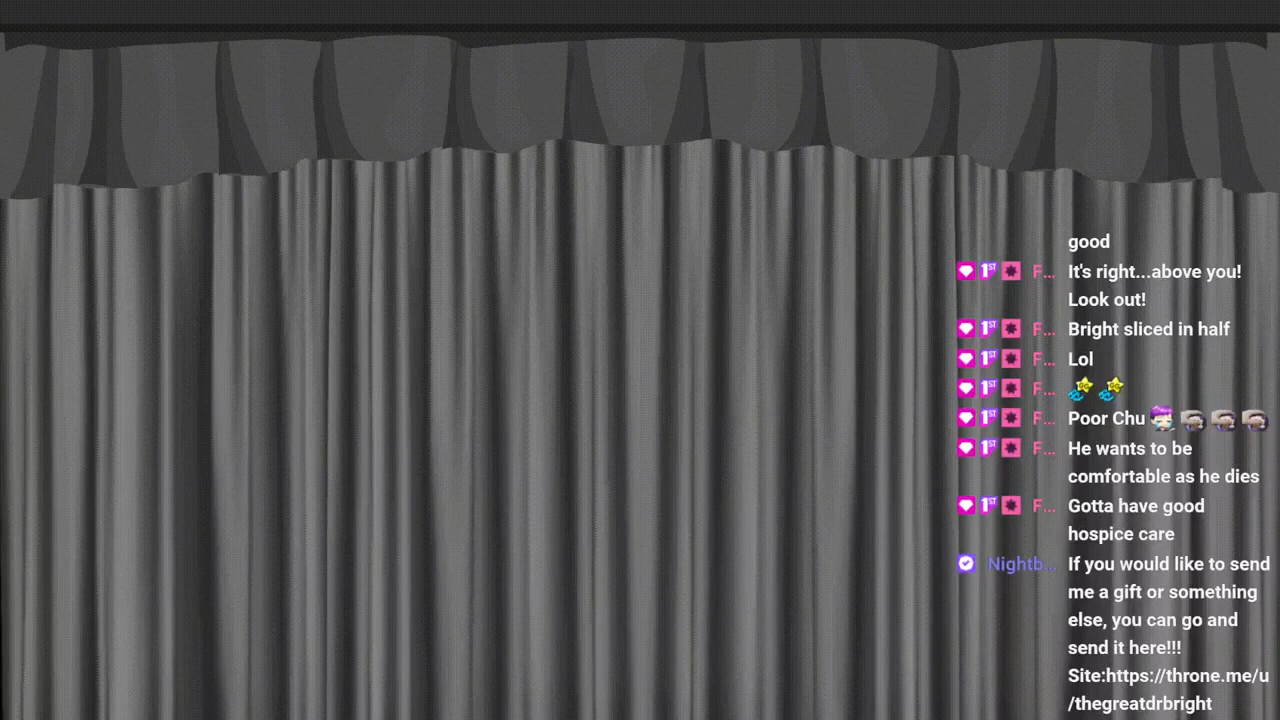 good
F... It's right...above you!
Look out!
F... Bright sliced in half
F... Lol
F...
F... Poor Chu
F... He wants to be
comfortable as he dies
F... Gotta have good
hospice care
Nightb... If you would like to send
me a gift or something
else, you can go and
send it here!!!
Site:https://throne.me/u
/thegreatdrbright